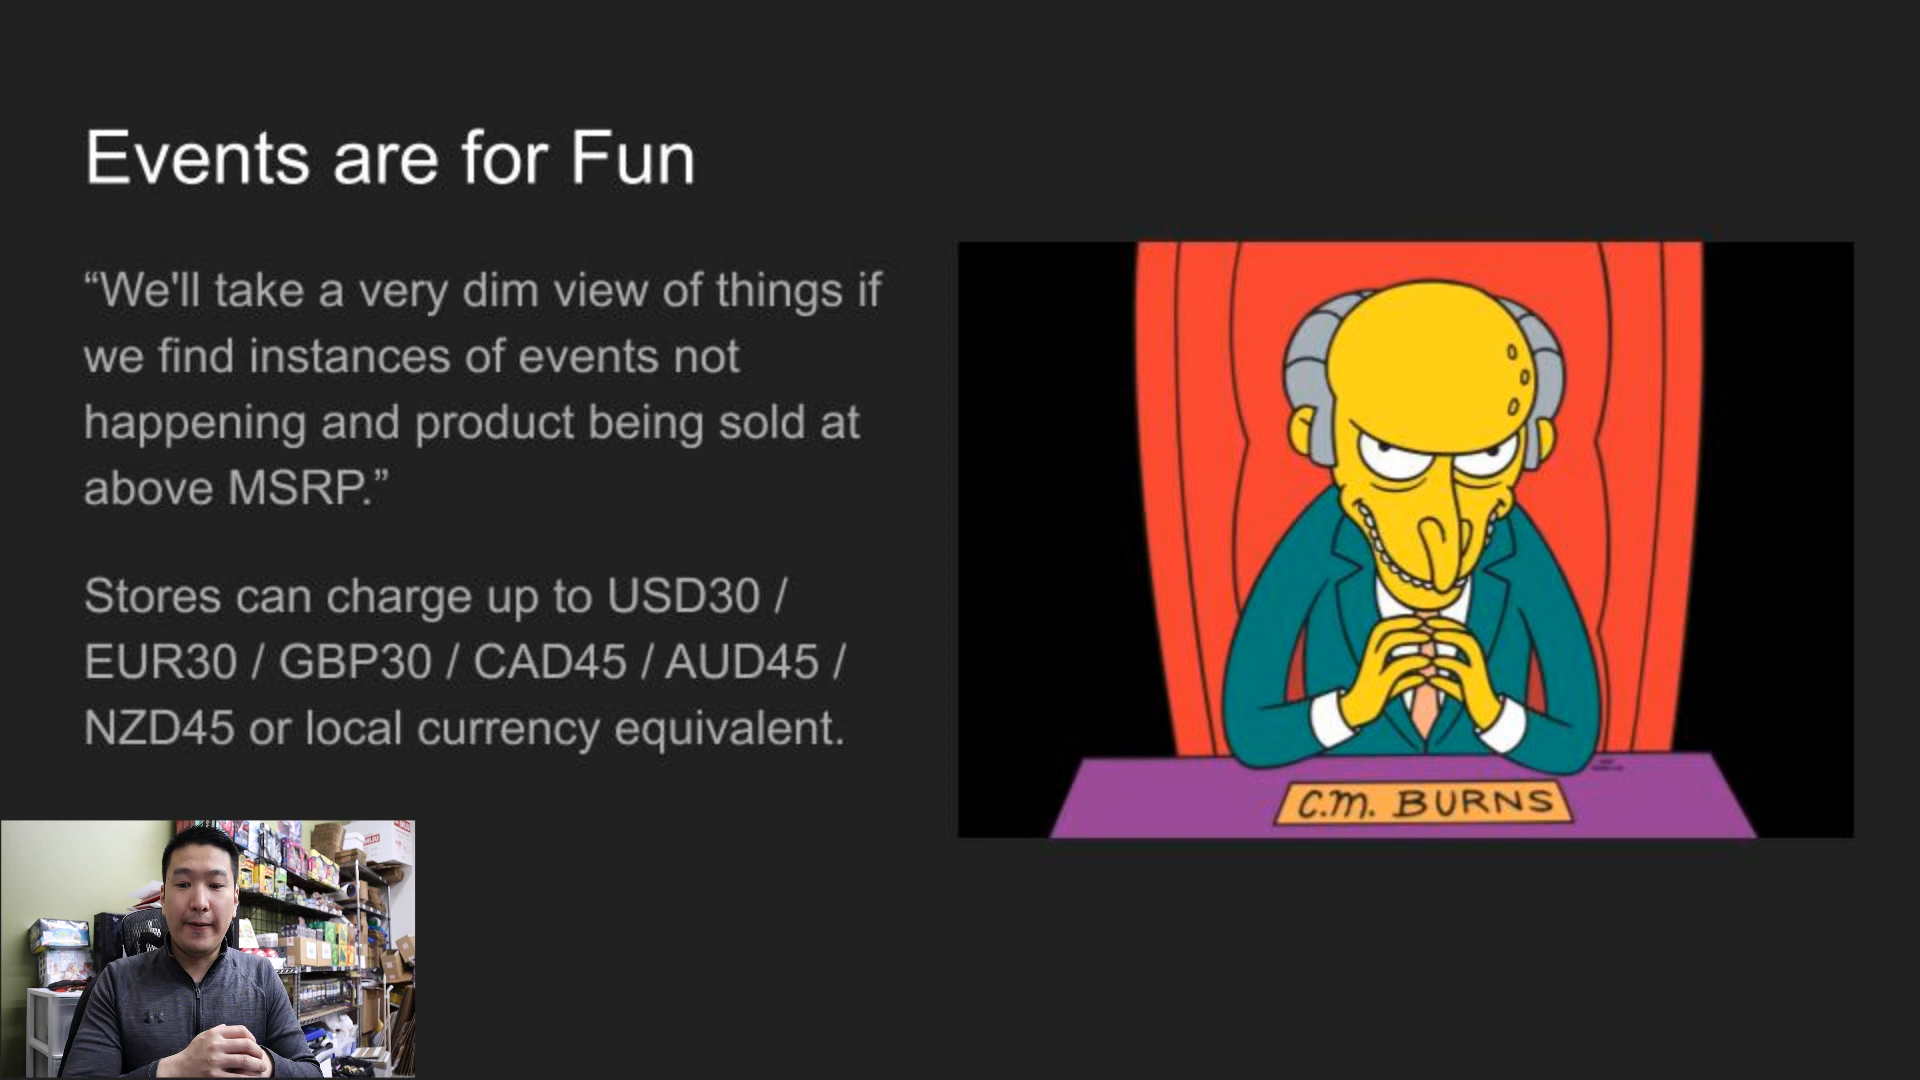 Events are for Fun
“We'll take a very dim view of things if
we find instances of events not
happening and product being sold at
above MSRP.”
Stores can charge up to USD30 /
EUR30 / GBP30 / CAD45 / AUD45 /
NZD45 or local currency equivalent.
C.M. BURNS